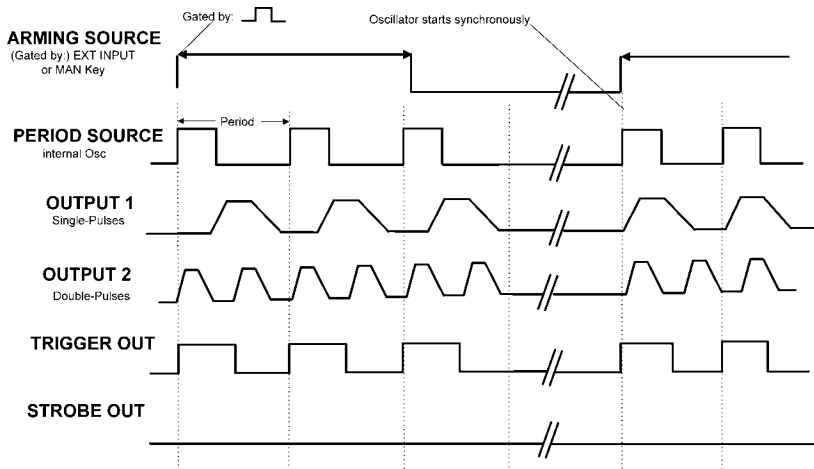 Gated by:
Oscillator starts synchronously
ARMING SOURCE
(Gated by:) EXT INPUT
or MAN Key
Period
PERIOD SOURCE
internal Osc
OUTPUT 1
Single-Pulses
OUTPUT 2
Double-Pulses
TRIGGER OUT
STROBE OUT